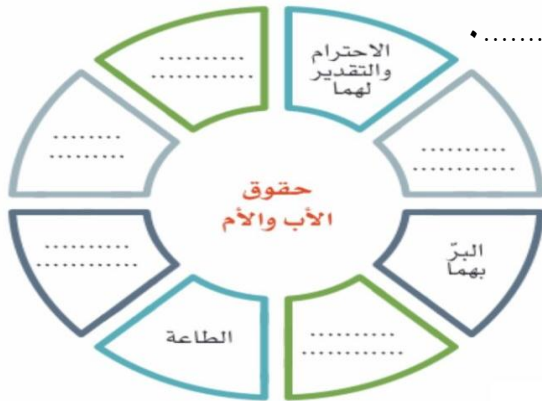 الاحترام
والتقدير
لهما
حقوق
الأب والأم
البرّ
بهما
الطاعة